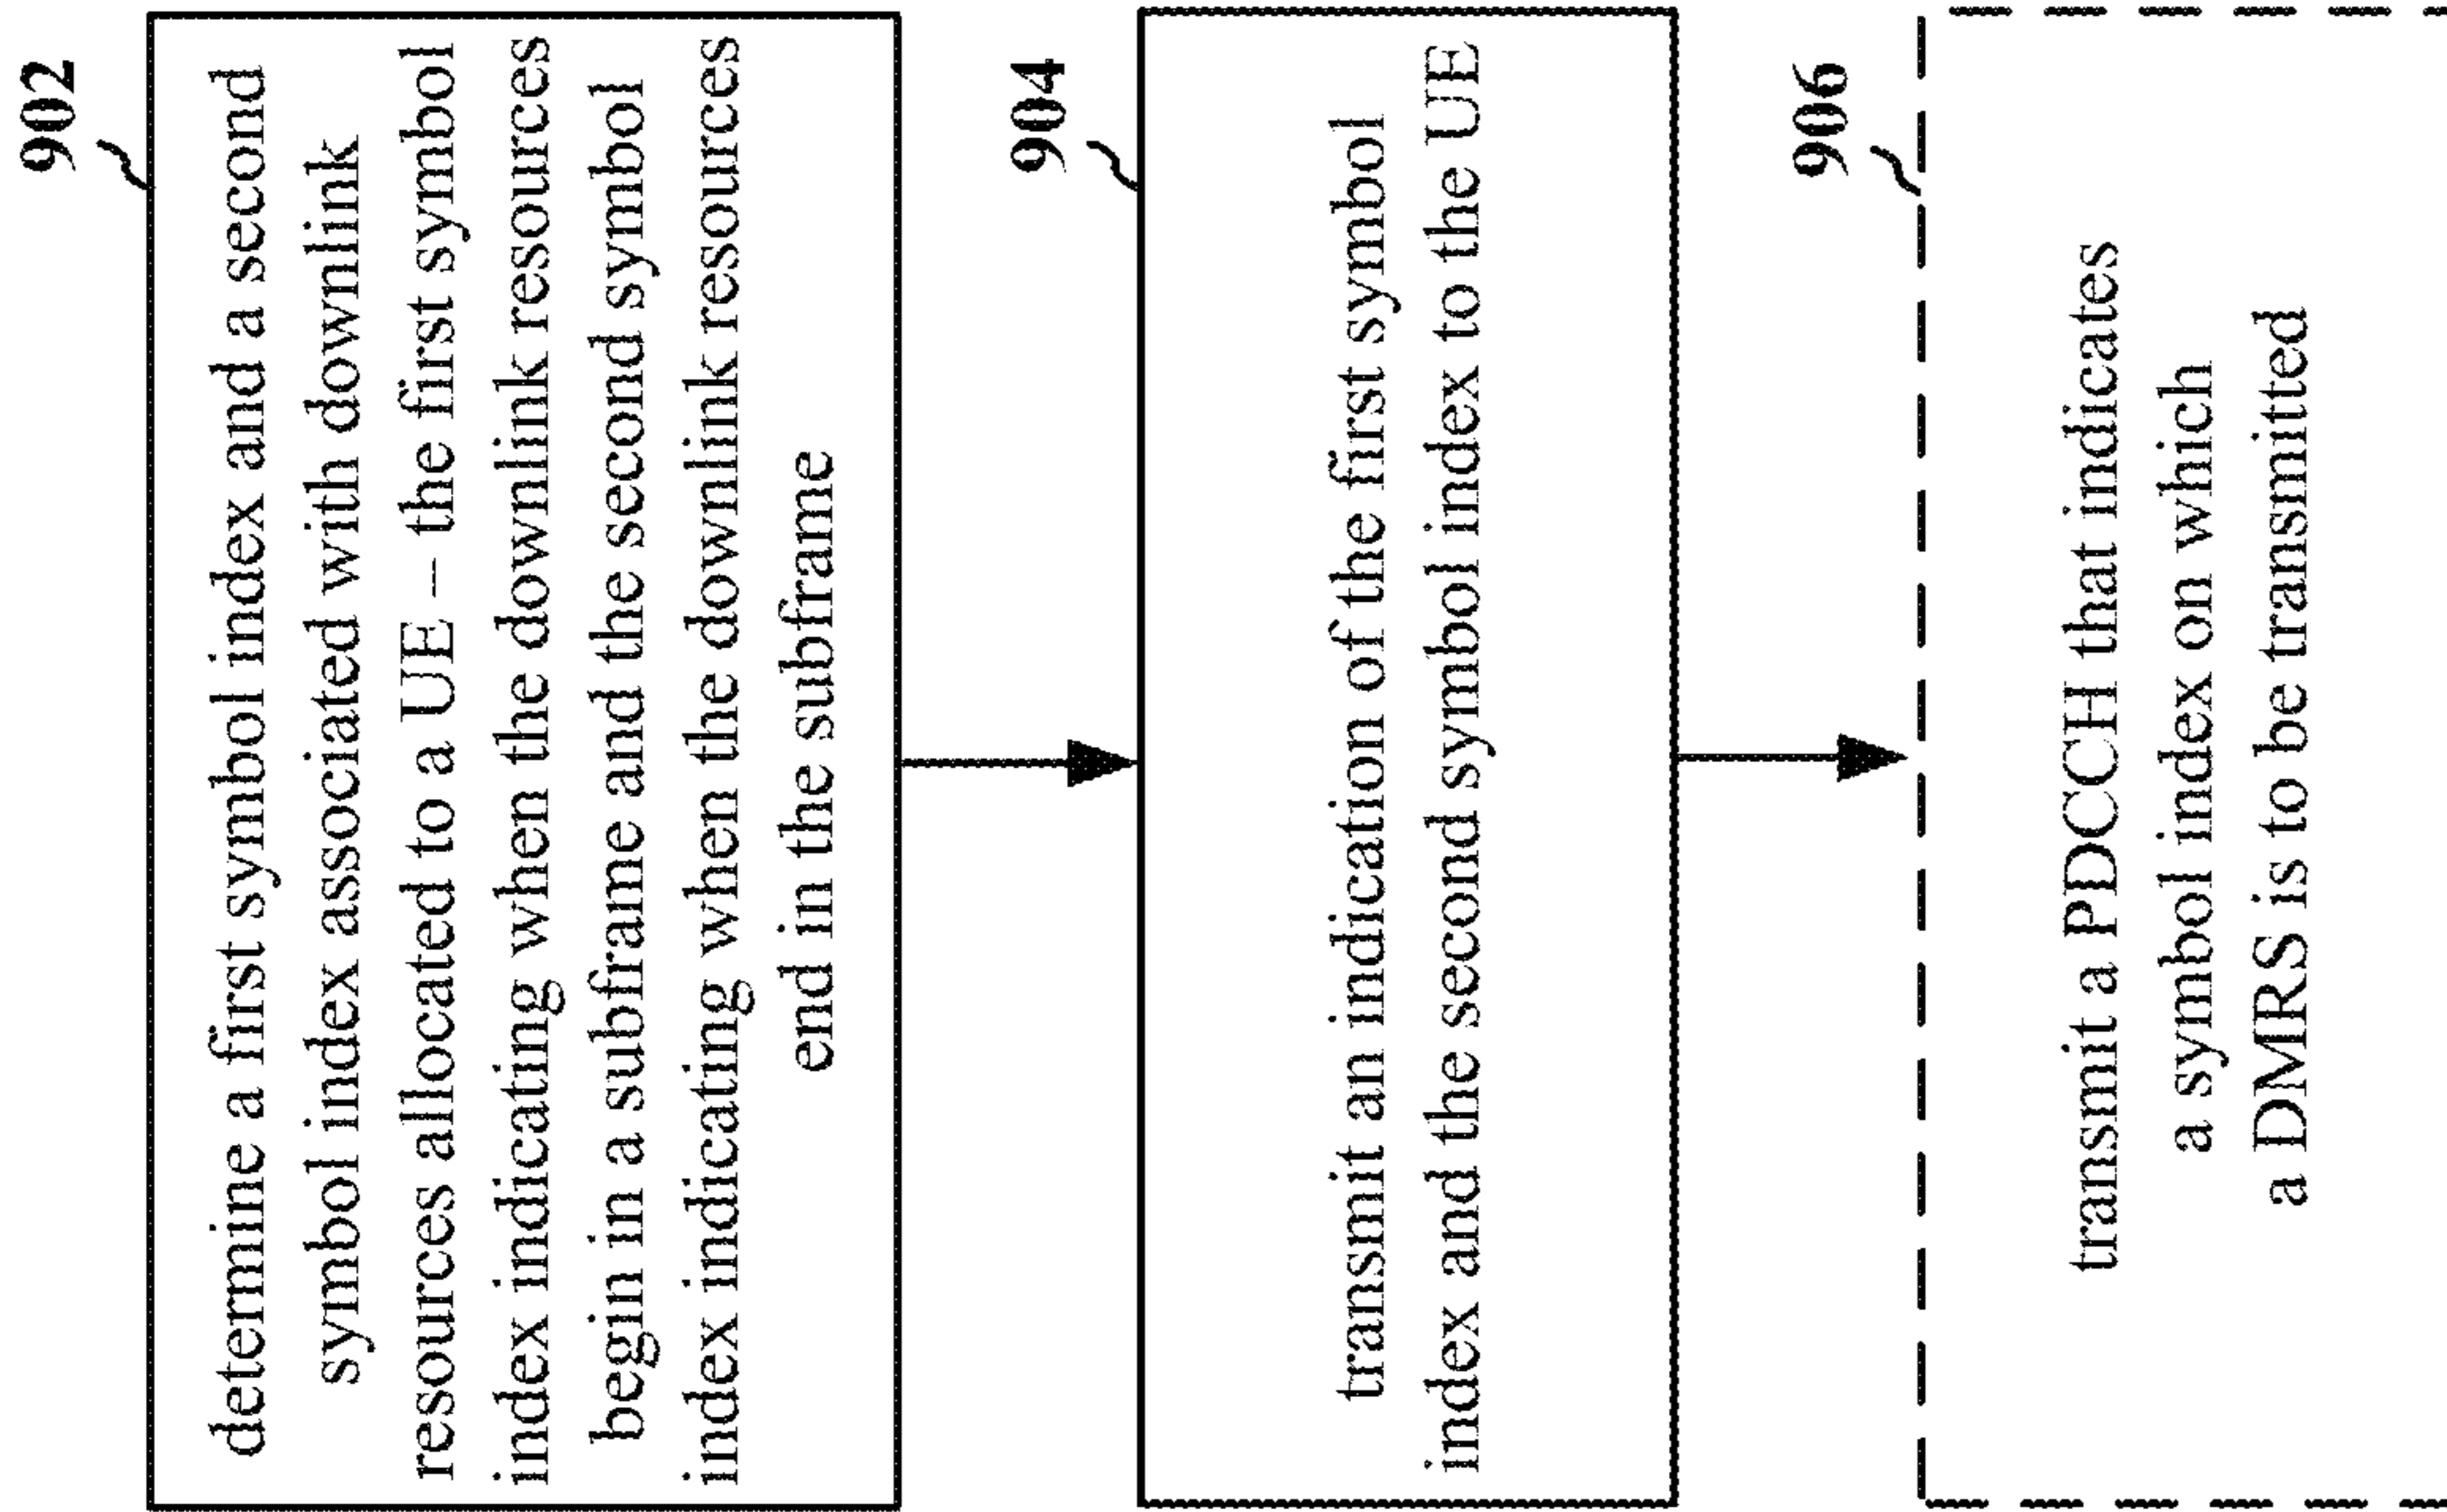 902
determine a first symbol index and a second
symbol index associated with downlink
resources allocated to a UE – the first symbol
index indicating when the downlink resources
begin in a subframe and the second symbol
index indicating when the downlink resources
end in the subframe
904
transmit an indication of the first symbol
index and the second symbol index to the UE
906
transmit a PDCCH that indicates
a symbol index on which
a DMRS is to be transmitted